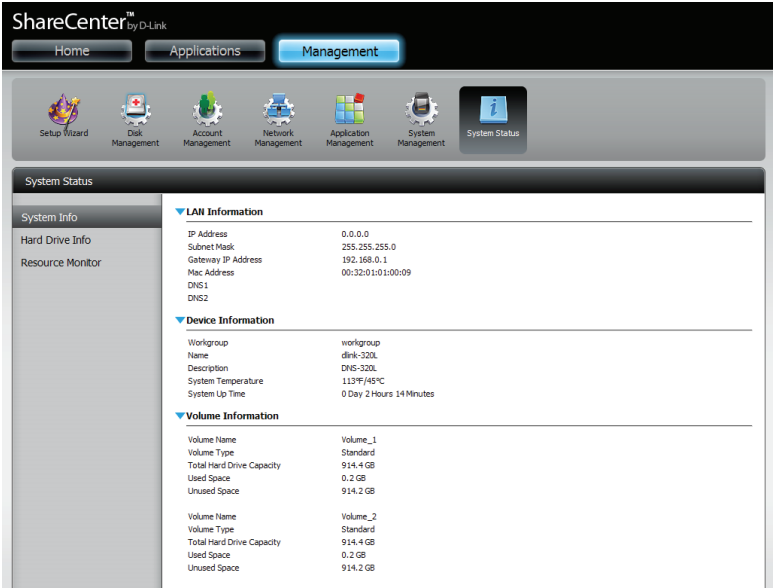 ShareCenter™ by D-Link
Home Applications Management
Setup Wizard
Disk Management
Account Management
Network Management
Application Management
System Management
System Status
System Status
System Info
Hard Drive Info
Resource Monitor
LAN Information
IP Address 0.0.0.0
Subnet Mask 255.255.255.0
Gateway IP Address 192.168.0.1
Mac Address 00:32:01:01:00:09
DNS1
DNS2
Device Information
Workgroup workgroup
Name dlink-320L
Description DNS-320L
System Temperature 113°F/45°C
System Up Time 0 Day 2 Hours 14 Minutes
Volume Information
Volume Name Volume_1
Volume Type Standard
Total Hard Drive Capacity 914.4 GB
Used Space 0.2 GB
Unused Space 914.2 GB
Volume Name Volume_2
Volume Type Standard
Total Hard Drive Capacity 914.4 GB
Used Space 0.2 GB
Unused Space 914.2 GB